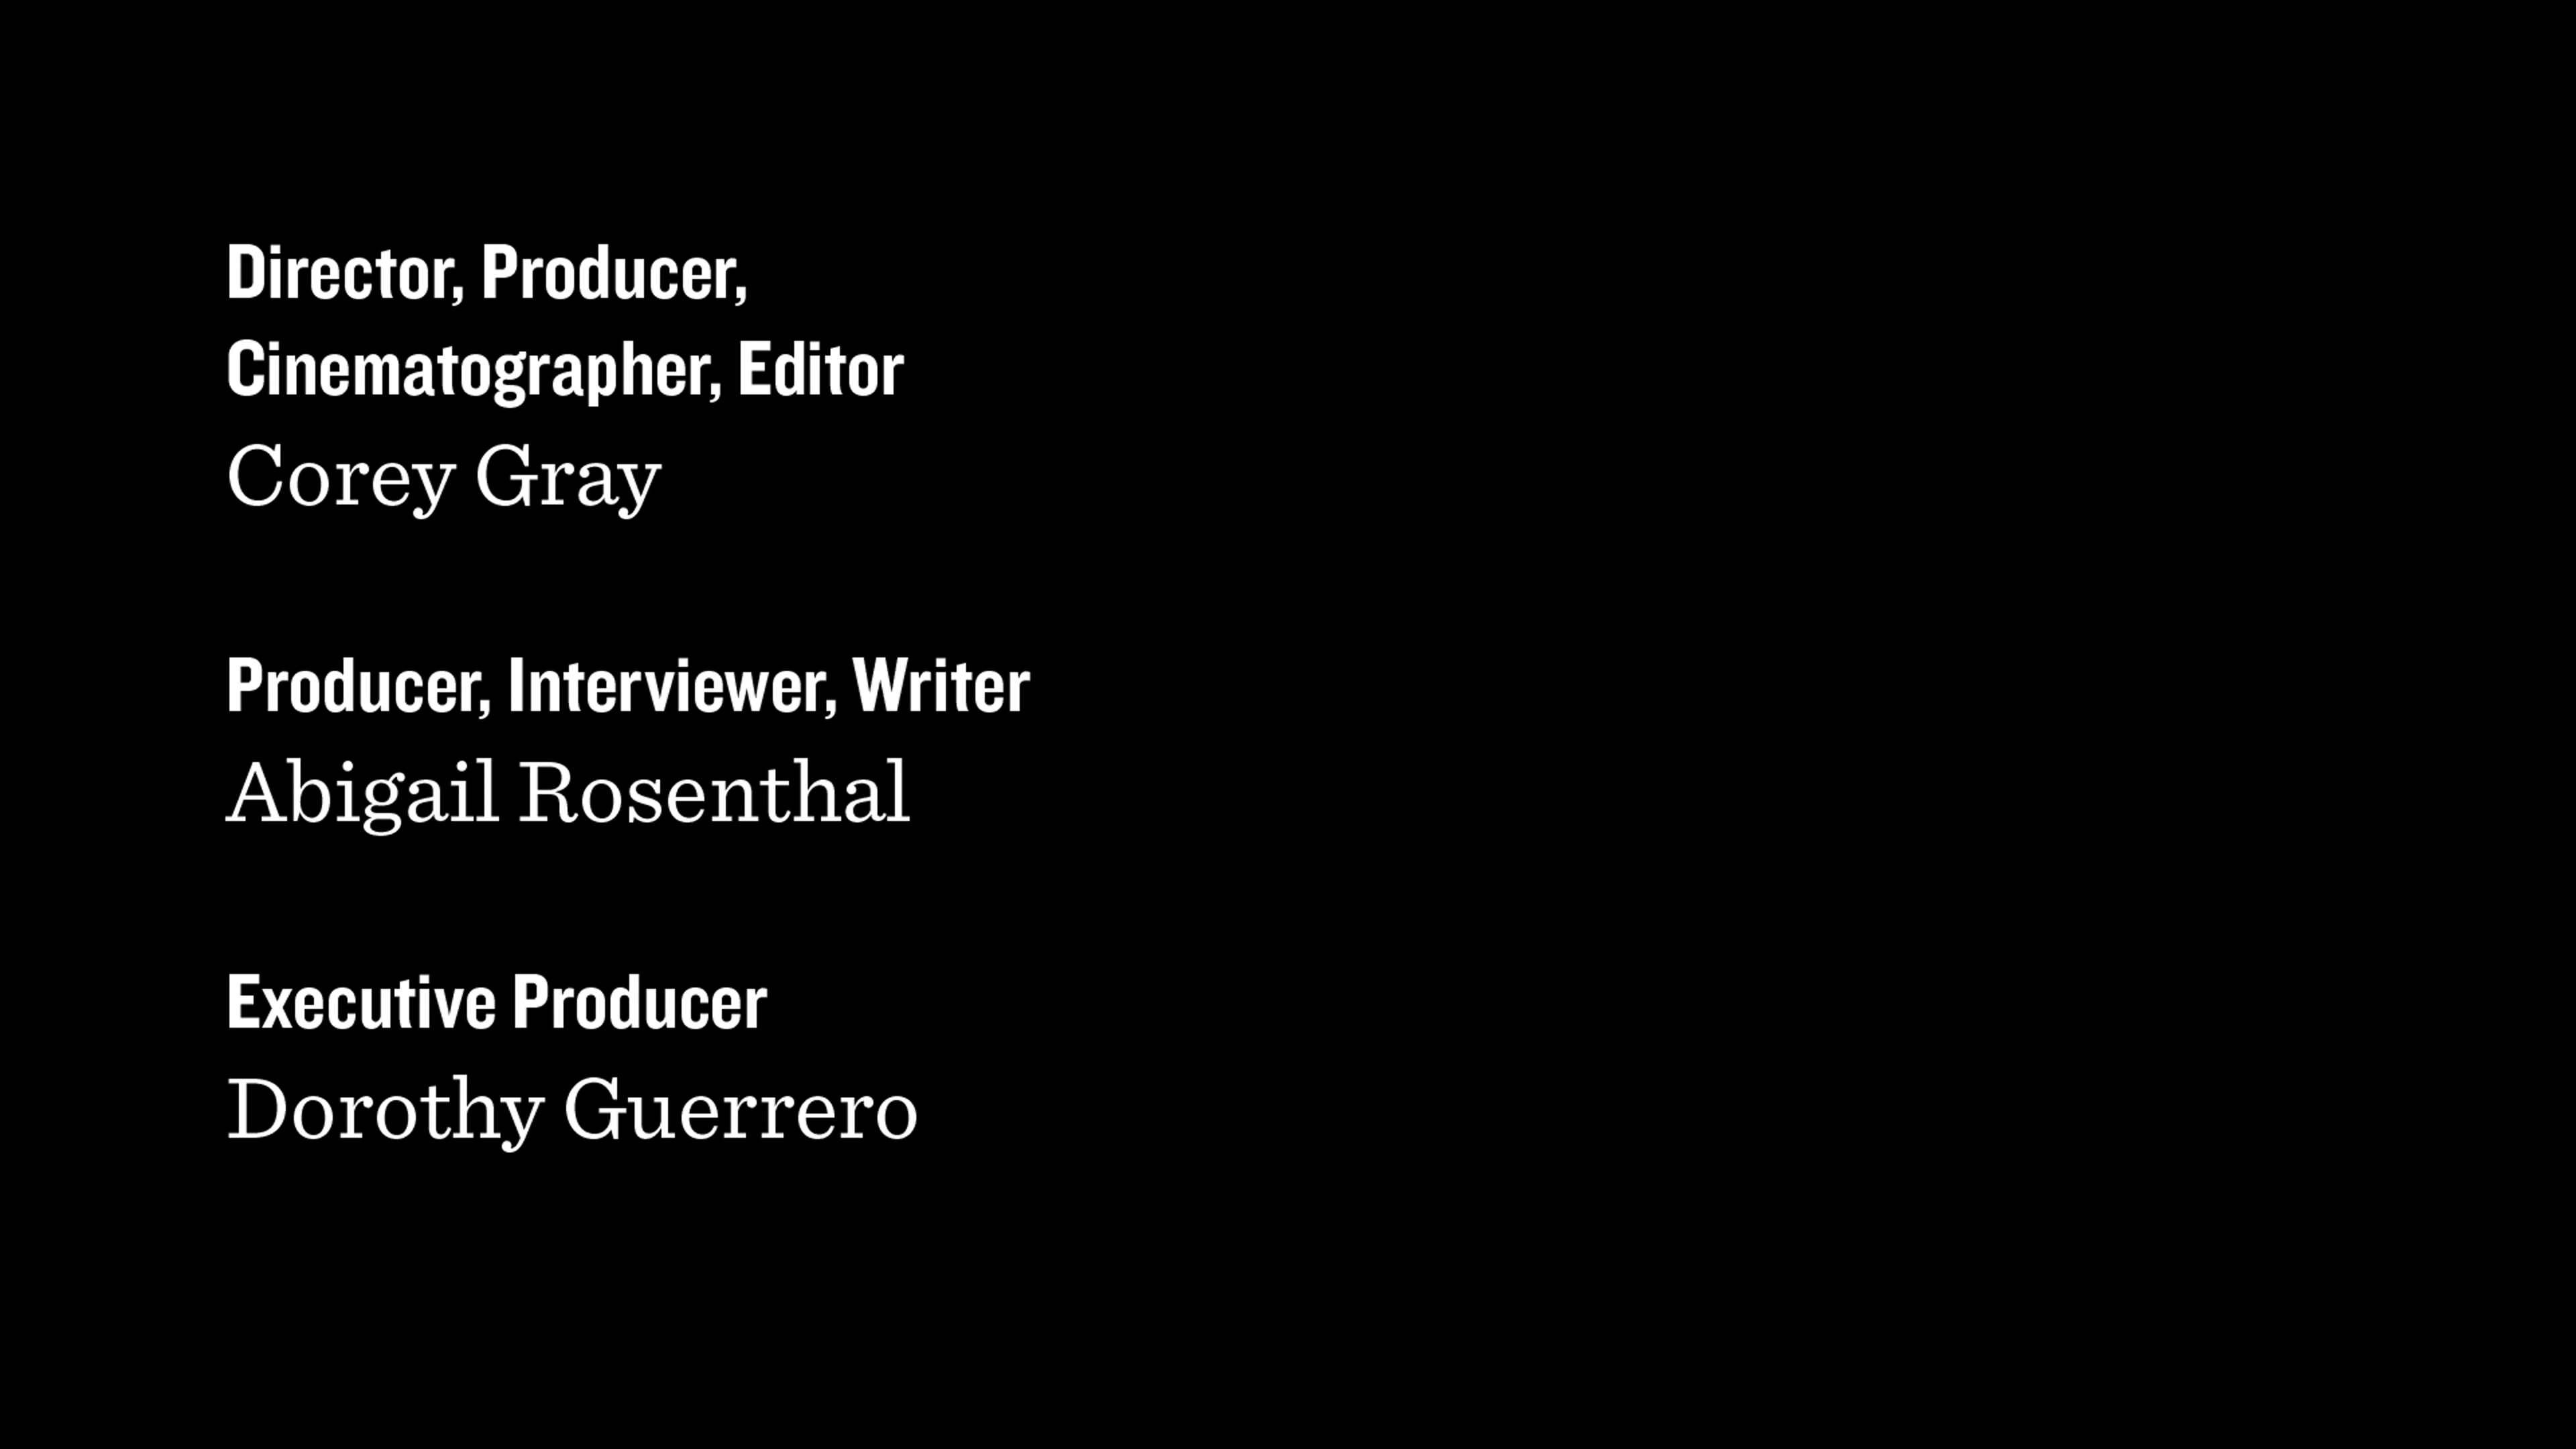 Director, Producer,
Cinematographer, Editor
Corey Gray
Producer, Interviewer, Writer
Abigail Rosenthal
Executive Producer
Dorothy Guerrero